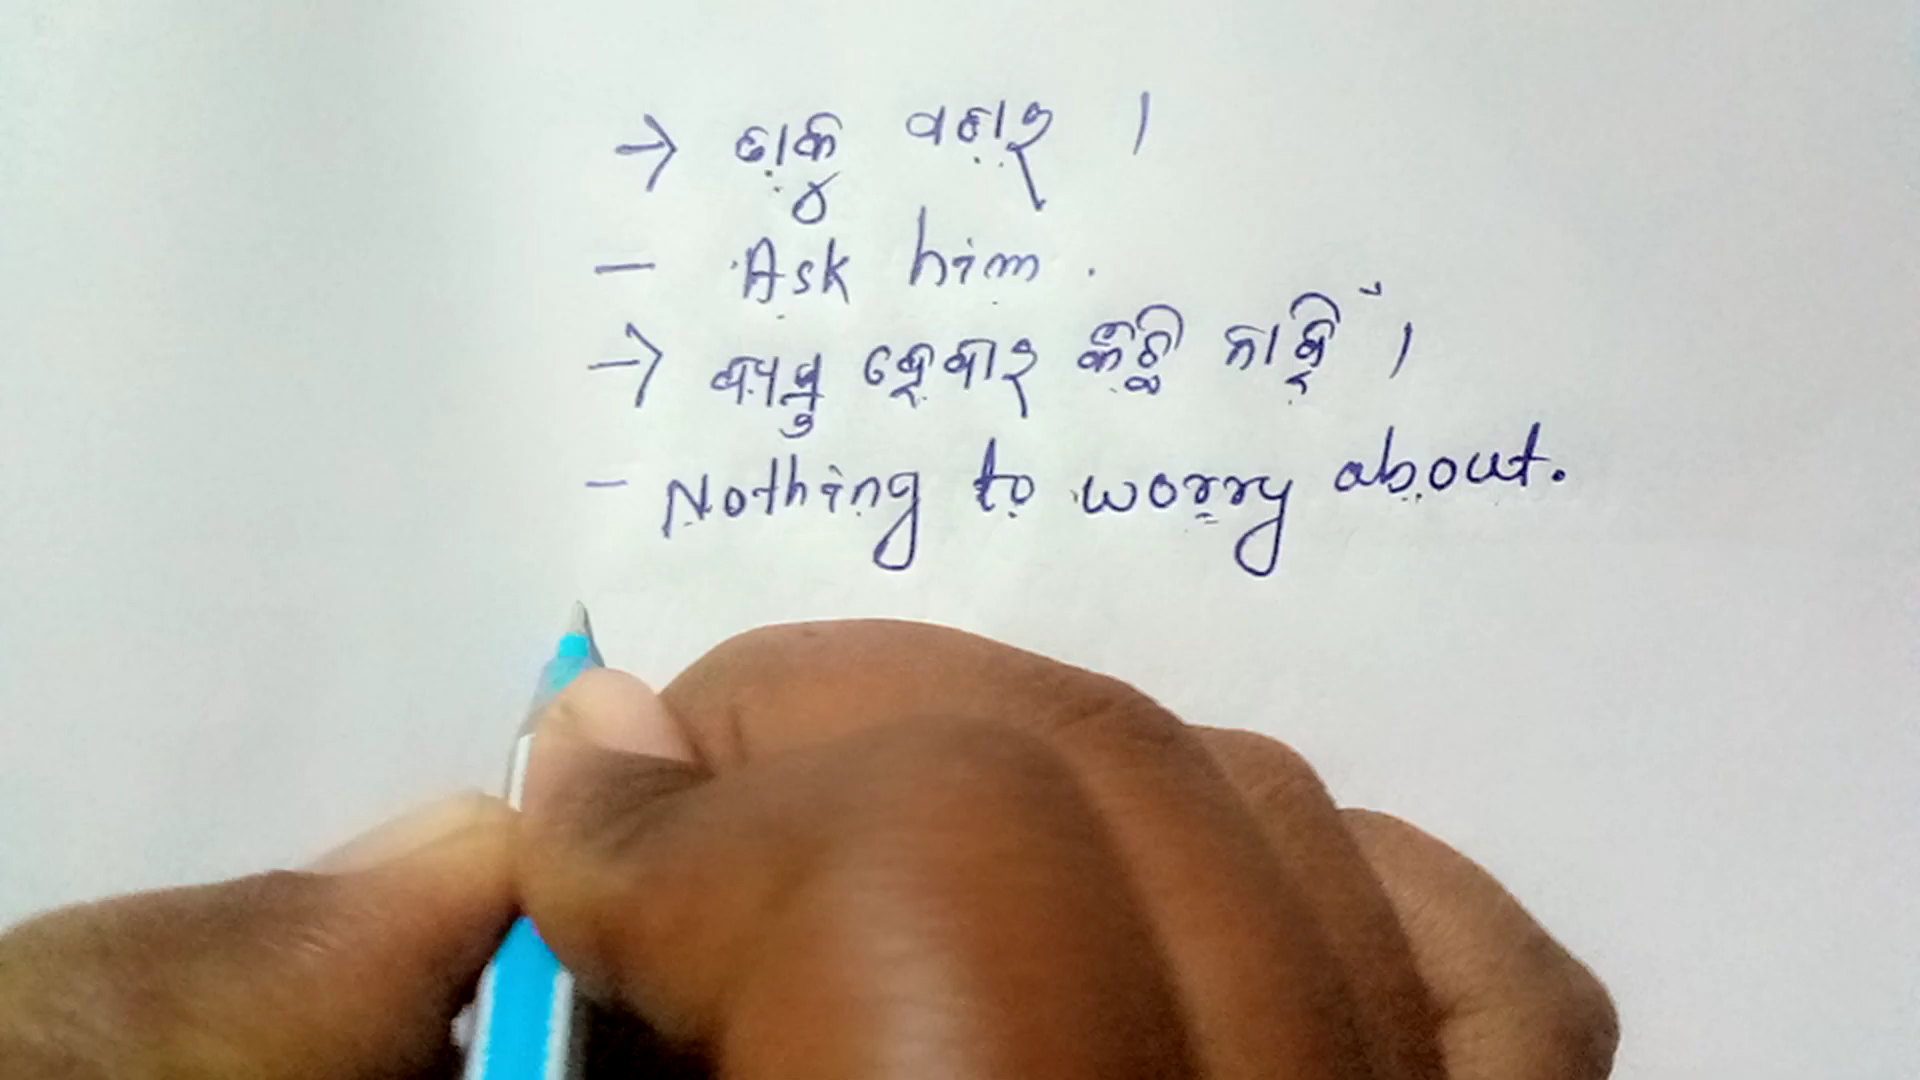 → ତାକୁ ପଚାର ।
– Ask him.
→ ବ୍ୟସ୍ତ ହେବାର କିଛି ନାହିଁ ।
– Nothing to worry about.